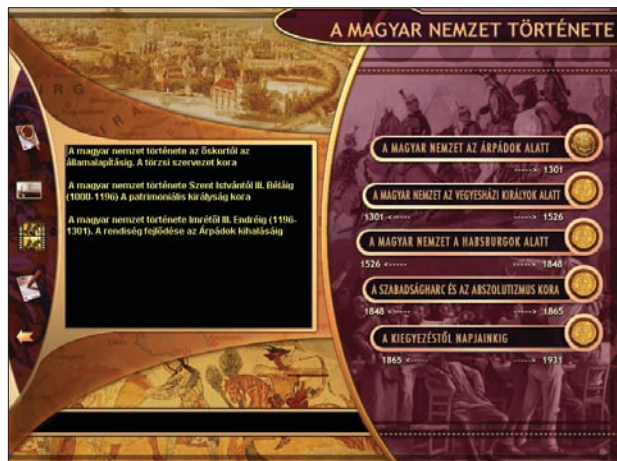 A MAGYAR NEMZET TÖRTÉNETE
R G
I R A
A magyar nemzet története az őskortól az
államalapításig. A törzsi szervezet kora
A magyar nemzet története Szent Istvántól III. Béláig
(1000-1196) A patrimoniális királyság kora
A magyar nemzet története Imrétől III. Endréig (1196-
1301). A rendiség fejlődése az Árpádok kihalásáig
A MAGYAR NEMZET AZ ÁRPÁDOK ALATT
-----> 1301
A MAGYAR NEMZET AZ VEGYESHÁZI KIRÁLYOK ALATT
1301 <----- -----> 1526
A MAGYAR NEMZET A HABSBURGOK ALATT
1526 <----- -----> 1848
A SZABADSÁGHARC ÉS AZ ABSZOLUTIZMUS KORA
1848 <----- -----> 1865
A KIEGYEZÉSTŐL NAPJAINKIG
1865 <----- -----> 1931